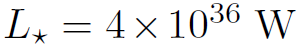 L⋆ = 4 × 10³⁶ W